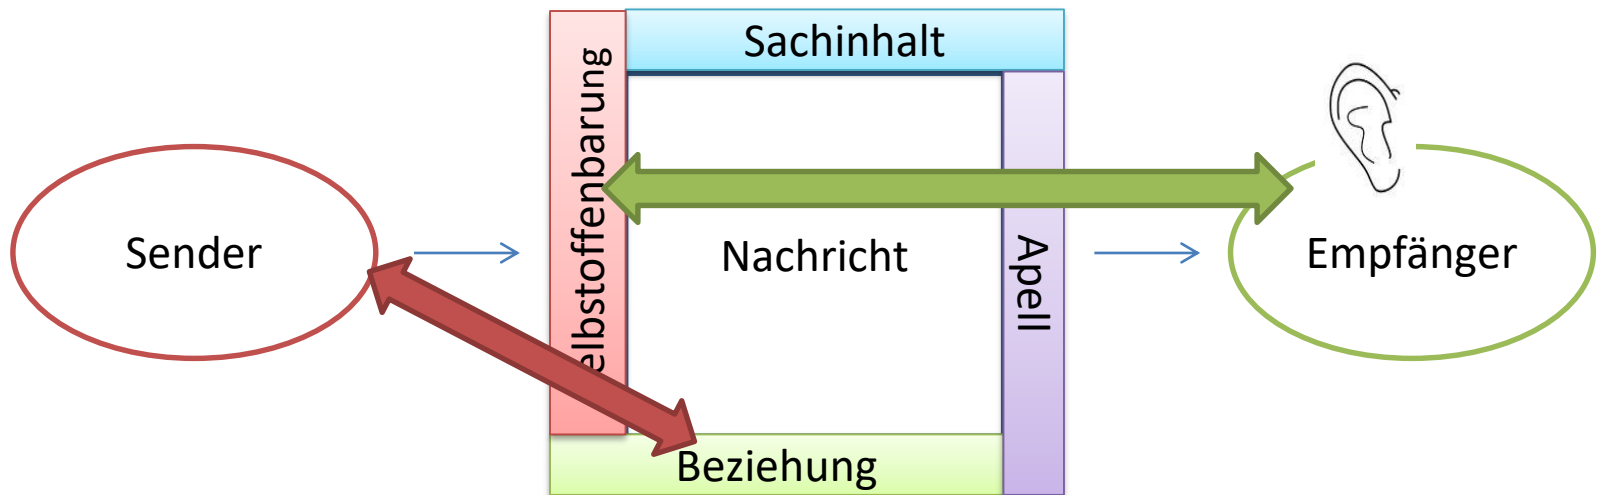 Sachinhalt
Sender
elbstoffenbarung
Nachricht
Apell
Empfänger
Beziehung